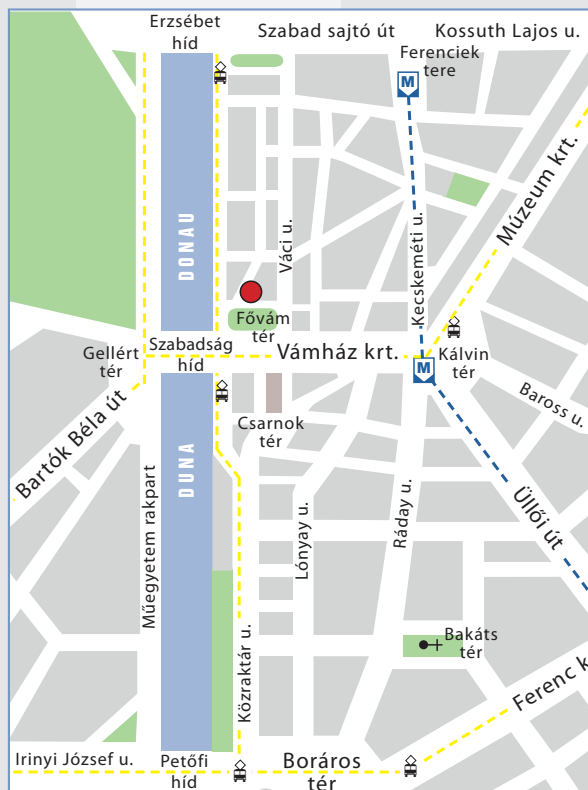 Erzsébet
híd
Szabad sajtó út
Kossuth Lajos u.
Ferenciek
tere
M
Múzeum krt.
DONAU
Váci u.
Kecskeméti u.
Fővám
tér
Gellért
tér
Szabadság
híd
Vámház krt.
M
Kálvin
tér
Baross u.
Bartók Béla út
Csarnok
tér
DUNA
Üllői út
Műegyetem rakpart
Lónyay u.
Ráday u.
Bakáts
tér
Közraktár u.
Ferenc k
Irinyi József u.
Petőfi
híd
Boráros
tér